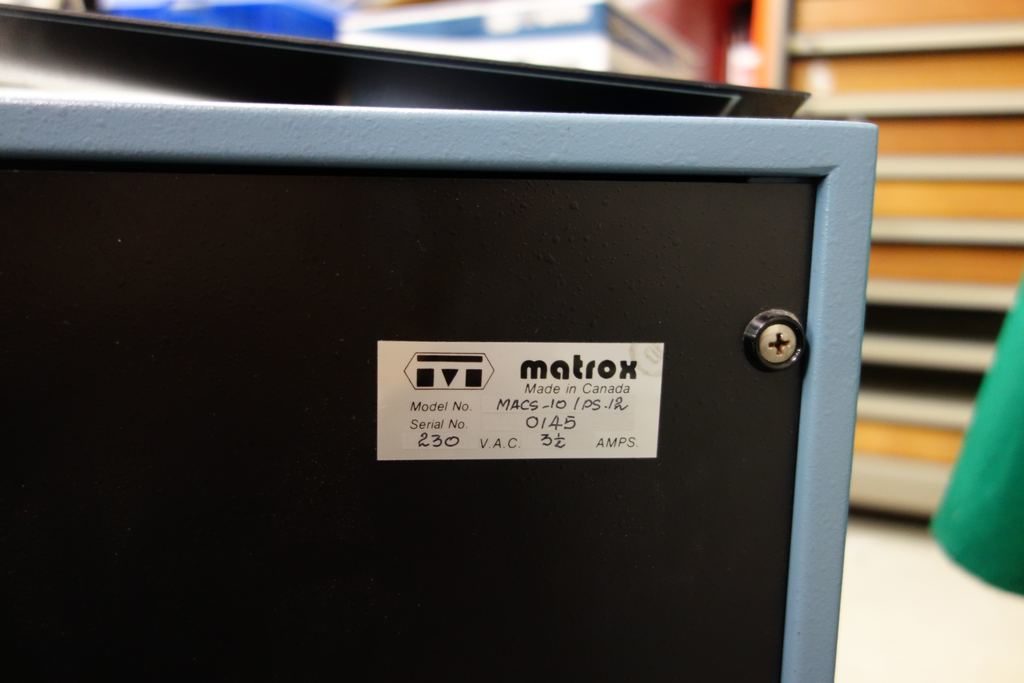 matrox
Made in Canada
Model No. MACS-10/PS-12
Serial No. 0145
230 V.A.C. 3½ AMPS.